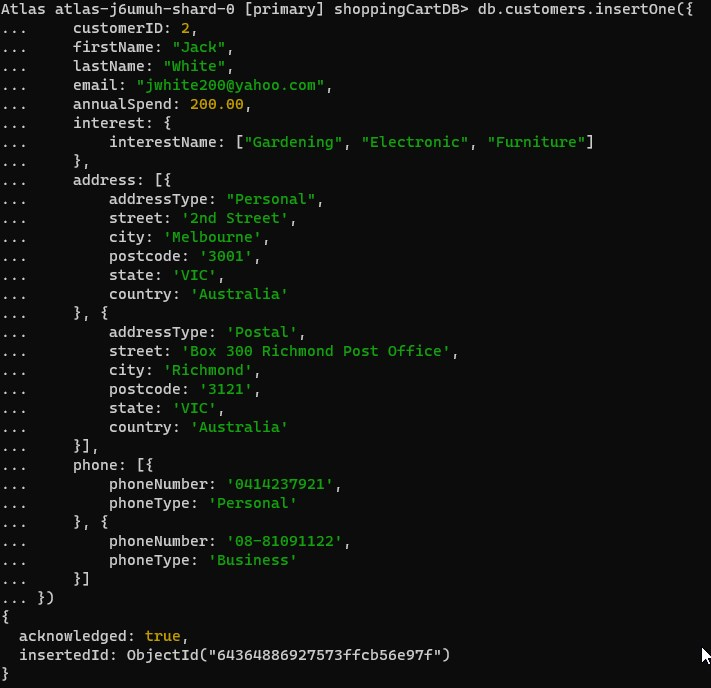 Atlas atlas-j6umuh-shard-0 [primary] shoppingCartDB> db.customers.insertOne({
...     customerID: 2,
...     firstName: "Jack",
...     lastName: "White",
...     email: "jwhite200@yahoo.com",
...     annualSpend: 200.00,
...     interest: {
...         interestName: ["Gardening", "Electronic", "Furniture"]
...     },
...     address: [{
...         addressType: "Personal",
...         street: '2nd Street',
...         city: 'Melbourne',
...         postcode: '3001',
...         state: 'VIC',
...         country: 'Australia'
...     }, {
...         addressType: 'Postal',
...         street: 'Box 300 Richmond Post Office',
...         city: 'Richmond',
...         postcode: '3121',
...         state: 'VIC',
...         country: 'Australia'
...     }],
...     phone: [{
...         phoneNumber: '0414237921',
...         phoneType: 'Personal'
...     }, {
...         phoneNumber: '08-81091122',
...         phoneType: 'Business'
...     }]
... })
{
  acknowledged: true,
  insertedId: ObjectId("64364886927573ffcb56e97f")
}